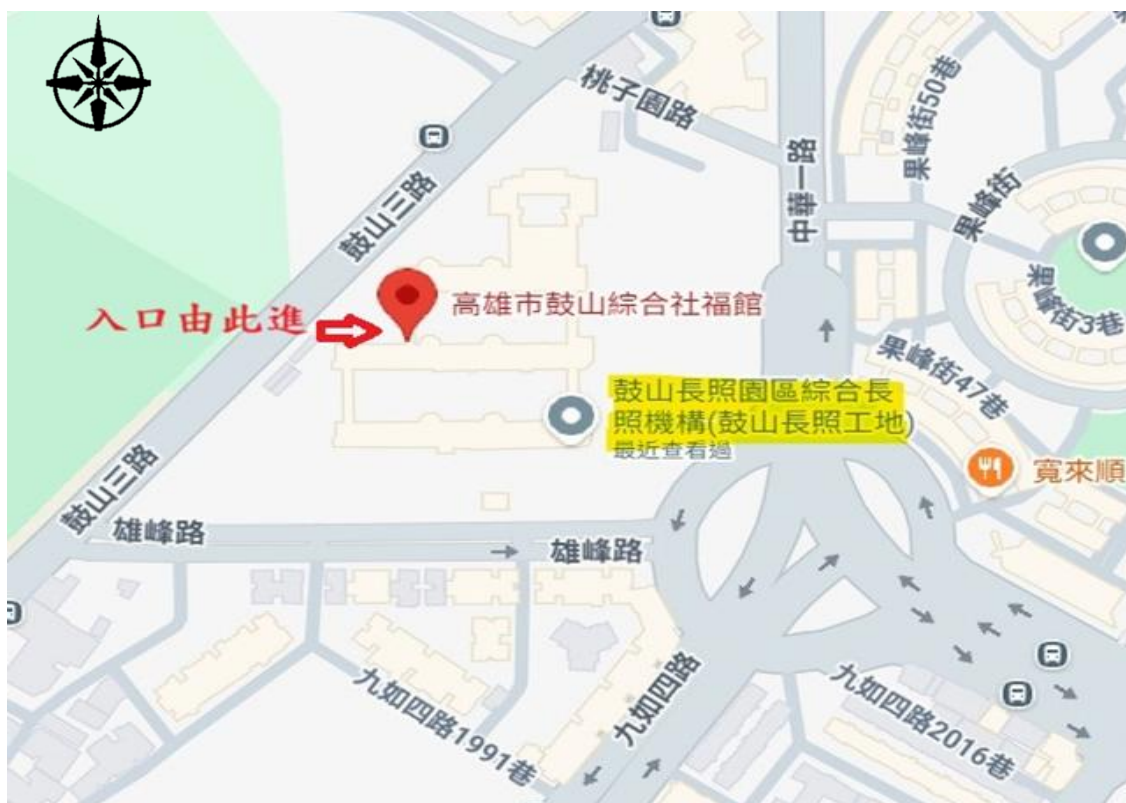 桃子園路
果峰街50巷
鼓山三路
中華一路
果峰街
高雄市鼓山綜合社福館
入口由此進
果峰街3巷
果峰街47巷
鼓山長照園區綜合長
照機構(鼓山長照工地)
最近查看過
寬來順
鼓山三路
雄峰路
雄峰路
九如四路1991巷
九如四路
九如四路2016巷